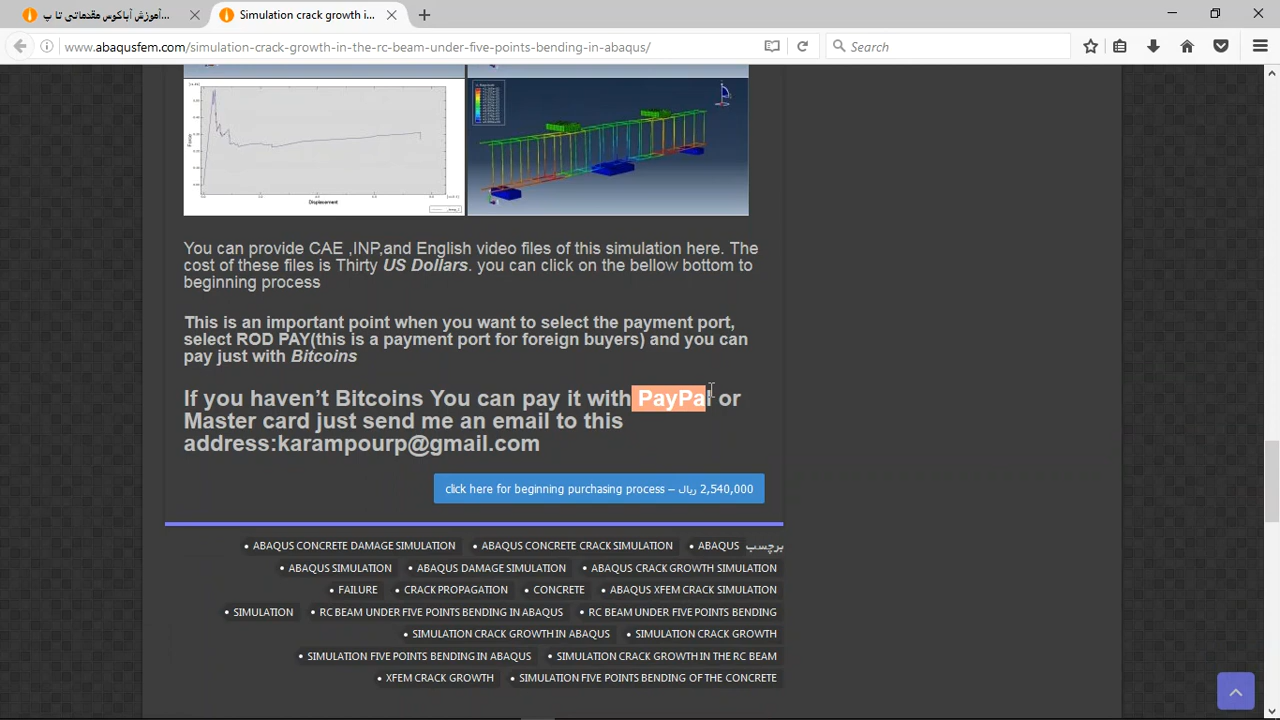 آموزش آباکوس مقدماتی تا پ...
Simulation crack growth i...
www.abaqusfem.com/simulation-crack-growth-in-the-rc-beam-under-five-points-bending-in-abaqus/
Search
Force
Displacement
You can provide CAE ,INP,and English video files of this simulation here. The
cost of these files is Thirty US Dollars. you can click on the bellow bottom to
beginning process
This is an important point when you want to select the payment port,
select ROD PAY(this is a payment port for foreign buyers) and you can
pay just with Bitcoins
If you haven’t Bitcoins You can pay it with PayPal or
Master card just send me an email to this
address:karampourp@gmail.com
click here for beginning purchasing process – 2,540,000 ریال
برچسب • ABAQUS • ABAQUS CONCRETE CRACK SIMULATION • ABAQUS CONCRETE DAMAGE SIMULATION
• ABAQUS CRACK GROWTH SIMULATION • ABAQUS DAMAGE SIMULATION • ABAQUS SIMULATION
• ABAQUS XFEM CRACK SIMULATION • CONCRETE • CRACK PROPAGATION • FAILURE
• RC BEAM UNDER FIVE POINTS BENDING • RC BEAM UNDER FIVE POINTS BENDING IN ABAQUS • SIMULATION
• SIMULATION CRACK GROWTH • SIMULATION CRACK GROWTH IN ABAQUS
• SIMULATION CRACK GROWTH IN THE RC BEAM • SIMULATION FIVE POINTS BENDING IN ABAQUS
• SIMULATION FIVE POINTS BENDING OF THE CONCRETE • XFEM CRACK GROWTH